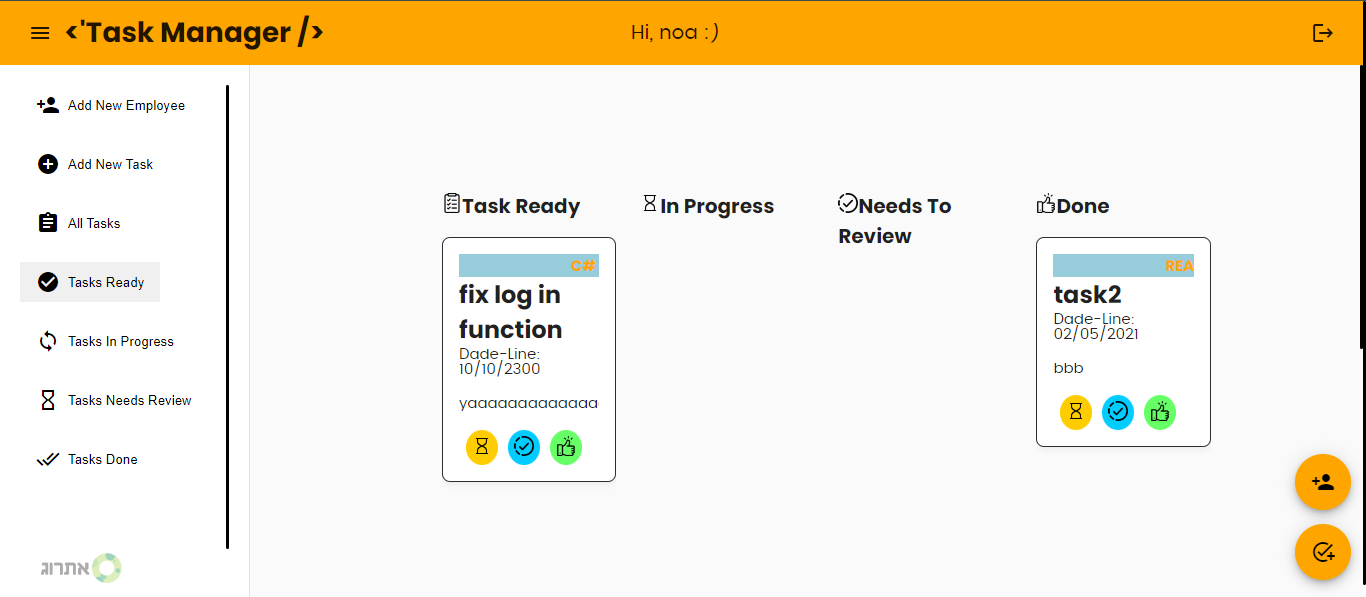 <'Task Manager />
Hi, noa :)
Add New Employee
Add New Task
All Tasks
Tasks Ready
Tasks In Progress
Tasks Needs Review
Tasks Done
אתרוג
Task Ready
C#
fix log in
function
Dade-Line:
10/10/2300
yaaaaaaaaaaaaa
In Progress
Needs To
Review
Done
REA
task2
Dade-Line:
02/05/2021
bbb